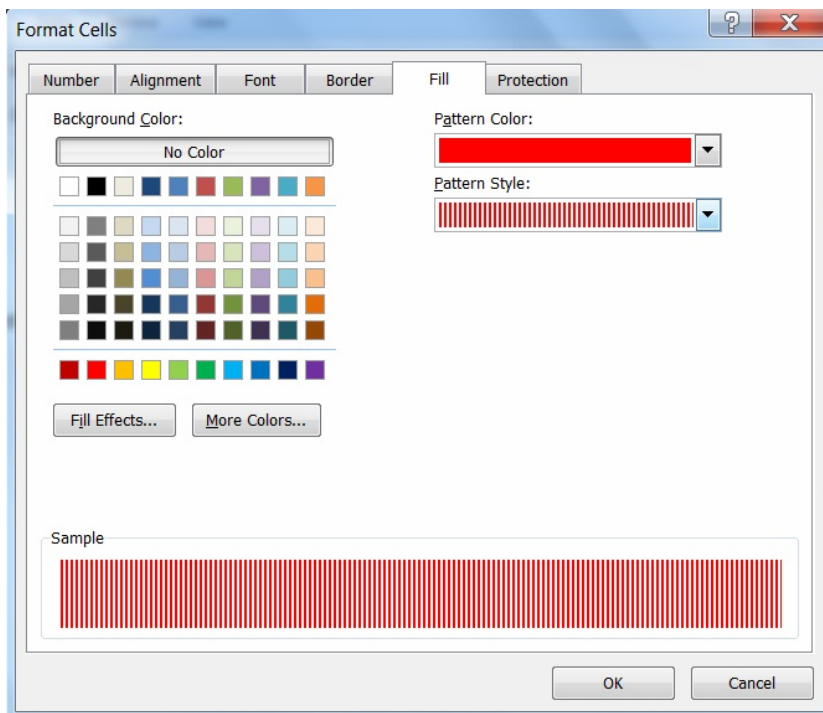 Format Cells
Number Alignment Font Border Fill Protection
Background Color:
No Color
Pattern Color:
Pattern Style:
Fill Effects... More Colors...
Sample
OK Cancel